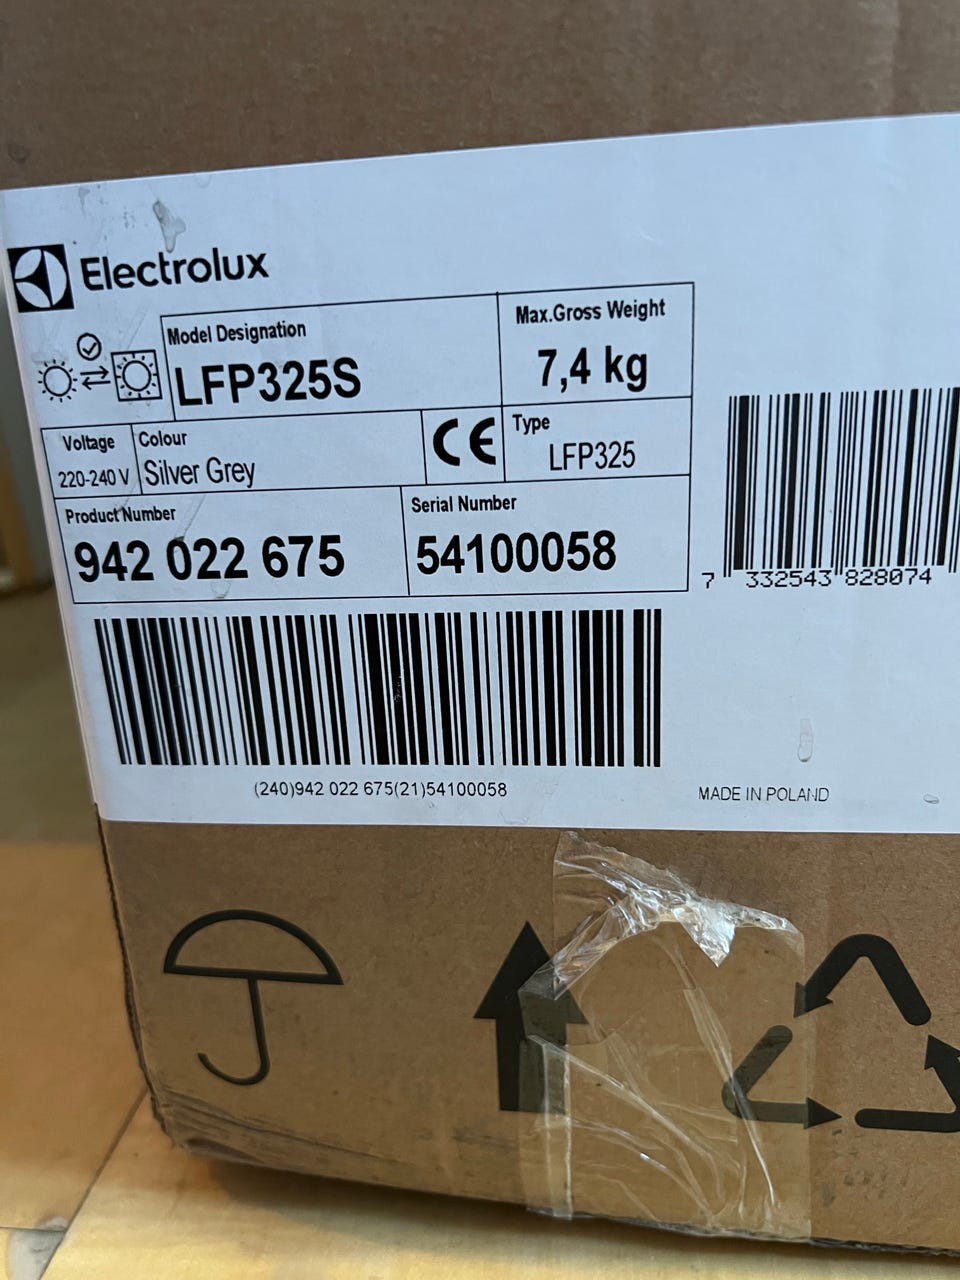 Electrolux
Model Designation
LFP325S
Max.Gross Weight
7,4 kg
Voltage
220-240 V
Colour
Silver Grey
CE
Type
LFP325
Product Number
942 022 675
Serial Number
54100058
7 332543 828074
(240)942 022 675(21)54100058
MADE IN POLAND